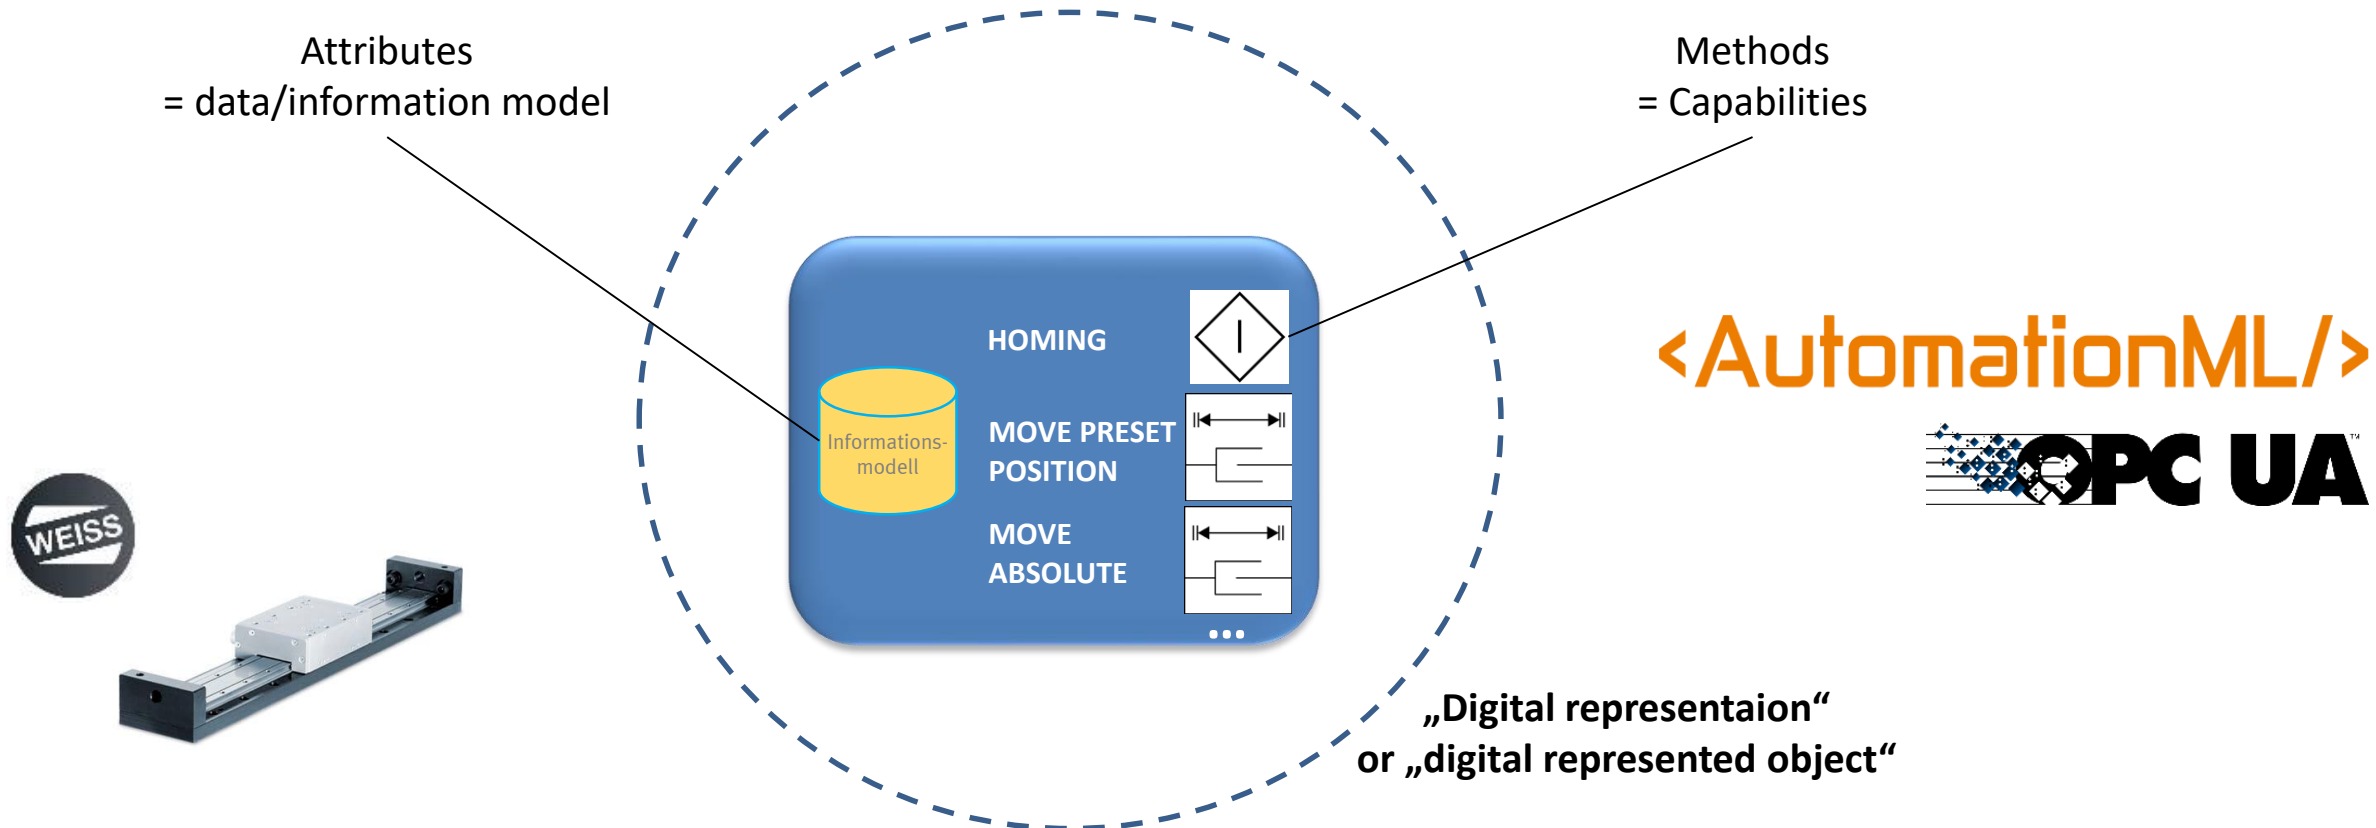 Attributes
= data/information model
Methods
= Capabilities
HOMING
MOVE PRESET
POSITION
MOVE
ABSOLUTE
...
Informations-
modell
<AutomationML/>
OPC UA™
WEISS
„Digital representaion“
or „digital represented object“